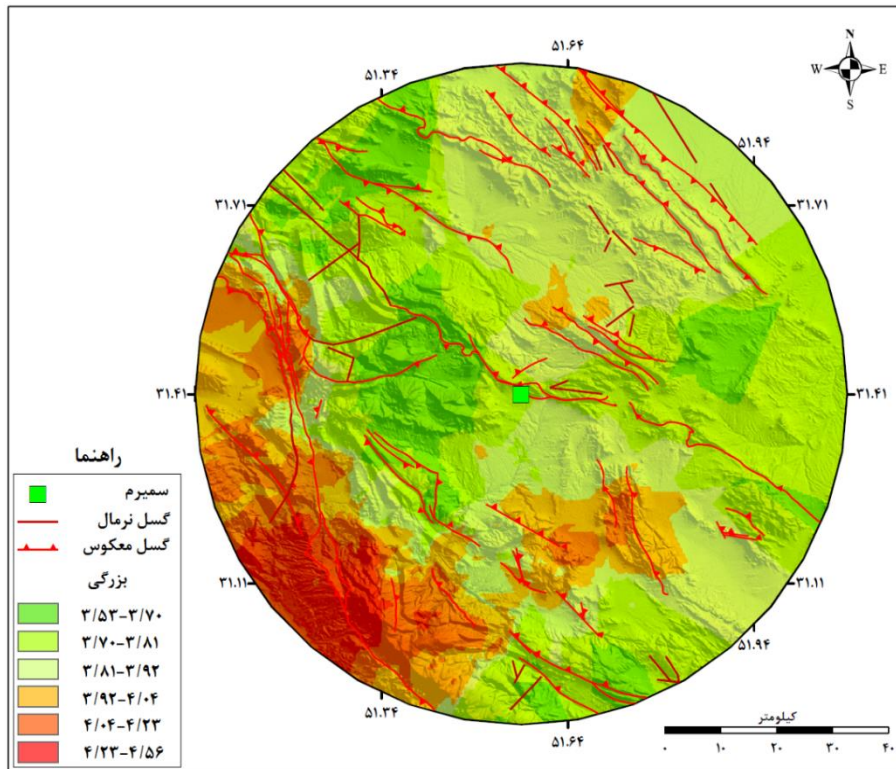 N
W E
S
۵۱.۶۴
۵۱.۳۴
۵۱.۹۴
۳۱.۷۱
۳۱.۷۱
۳۱.۴۱
۳۱.۴۱
راهنما
سمیرم
گسل نرمال
گسل معکوس
بزرگی
۳/۵۳-۳/۷۰
۳/۷۰-۳/۸۱
۳/۸۱-۳/۹۲
۳/۹۲-۴/۰۴
۴/۰۴-۴/۲۳
۴/۲۳-۴/۵۶
۳۱.۱۱
۳۱.۱۱
۵۱.۹۴
۵۱.۳۴
۵۱.۶۴
کیلومتر
۰ ۱۰ ۲۰ ۳۰ ۴۰